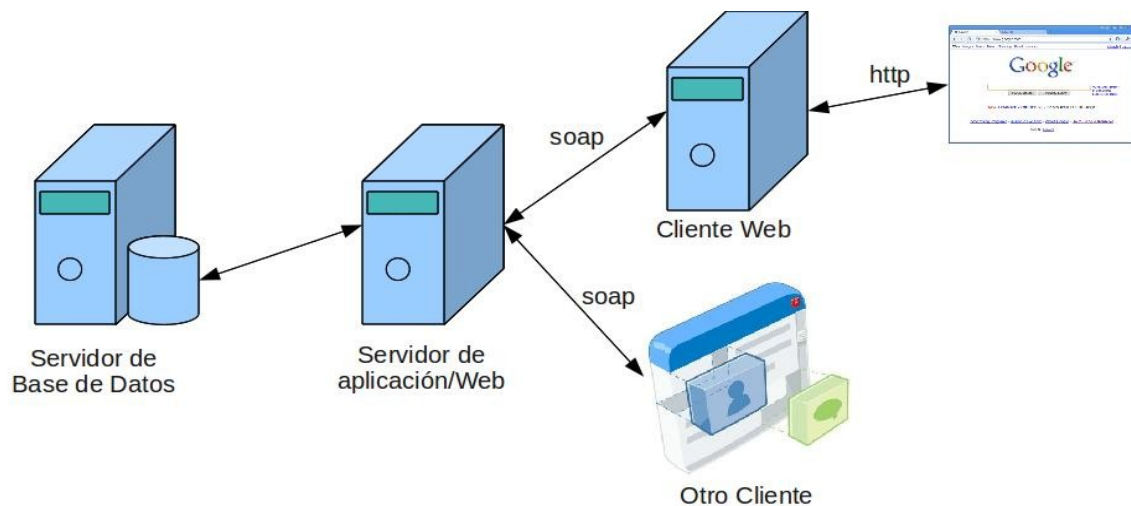 http
Google
soap
Cliente Web
soap
Servidor de
Base de Datos
Servidor de
aplicación/Web
Otro Cliente